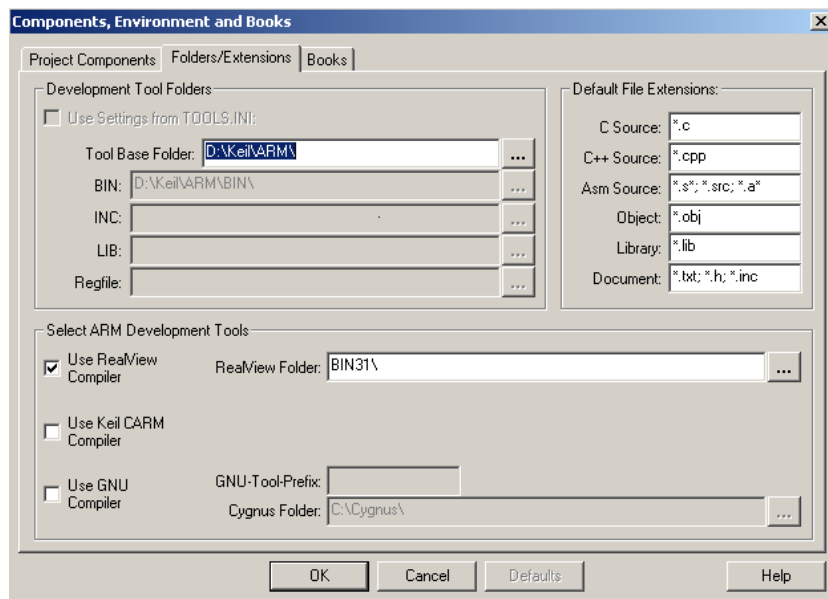 Components, Environment and Books
Project Components Folders/Extensions Books
Development Tool Folders
Use Settings from TOOLS.INI:
Tool Base Folder: D:\Keil\ARM\ ...
BIN: D:\Keil\ARM\BIN\ ...
INC: ...
LIB: ...
Regfile: ...
Default File Extensions:
C Source: *.c
C++ Source: *.cpp
Asm Source: *.s*; *.src; *.a*
Object: *.obj
Library: *.lib
Document: *.txt; *.h; *.inc
Select ARM Development Tools
Use RealView
Compiler
RealView Folder: BIN31\ ...
Use Keil CARM
Compiler
Use GNU
Compiler
GNU-Tool-Prefix:
Cygnus Folder: C:\Cygnus\ ...
OK Cancel Defaults Help